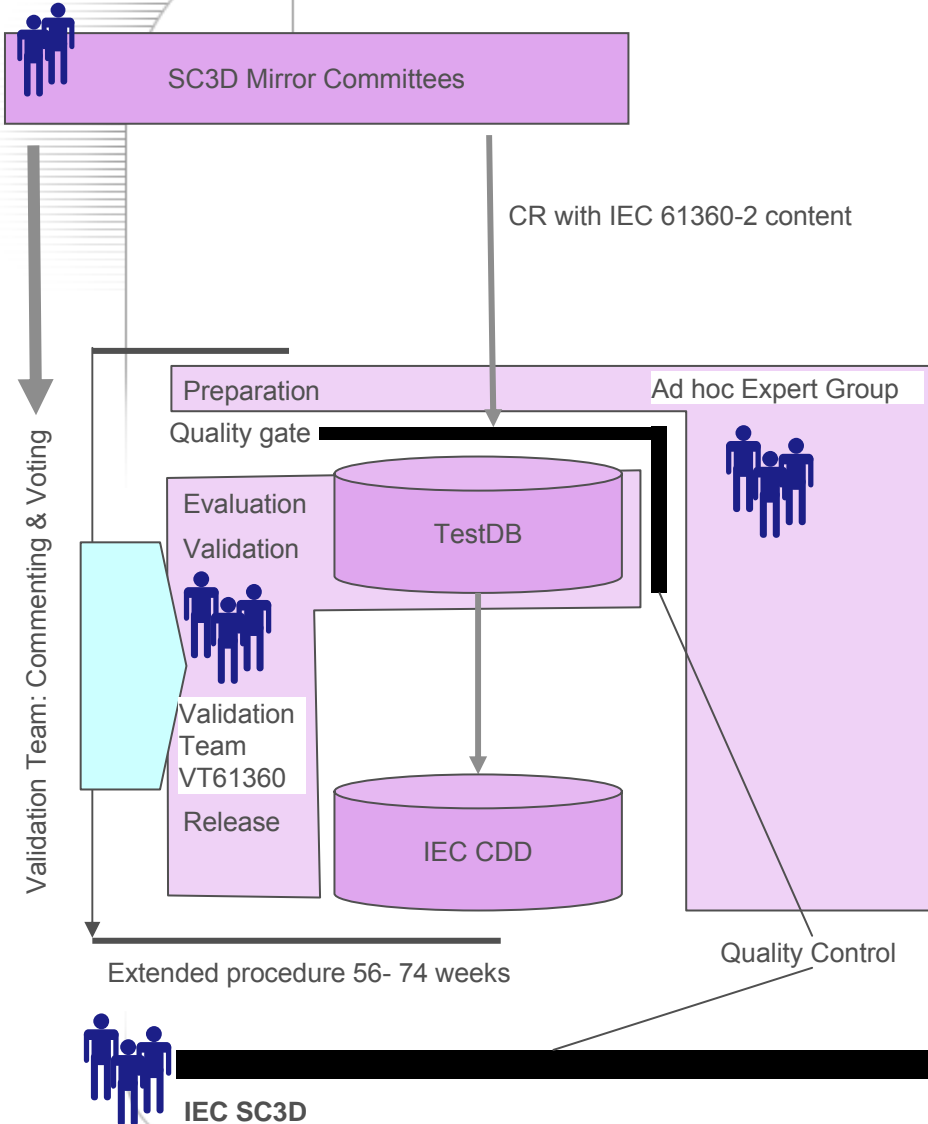 SC3D Mirror Committees
CR with IEC 61360-2 content
Preparation
Ad hoc Expert Group
Quality gate
Evaluation
Validation
TestDB
Validation Team: Commenting & Voting
Validation
Team
VT61360
Release
IEC CDD
Quality Control
Extended procedure 56- 74 weeks
IEC SC3D